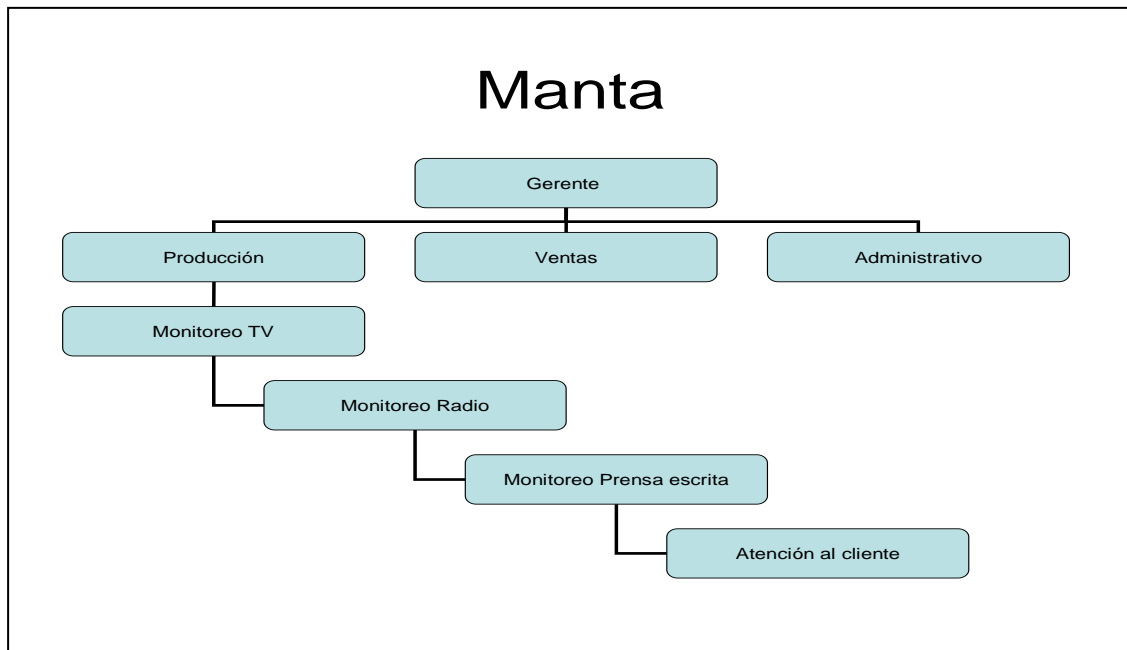 Manta
Gerente
Producción
Ventas
Administrativo
Monitoreo TV
Monitoreo Radio
Monitoreo Prensa escrita
Atención al cliente